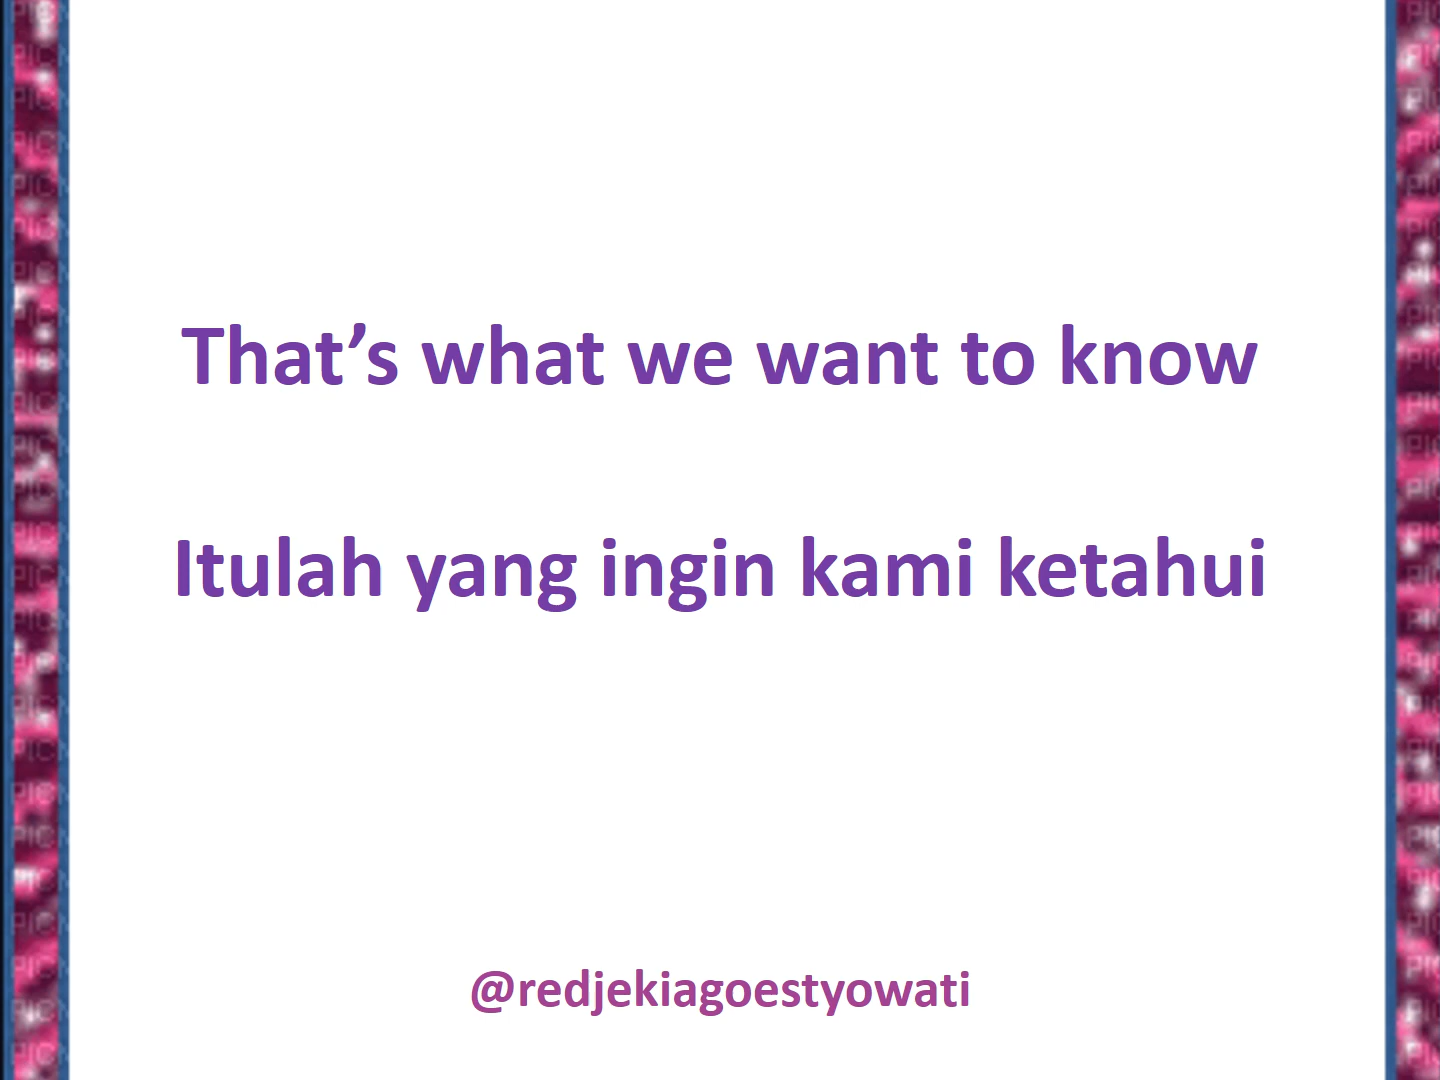 That’s what we want to know
Itulah yang ingin kami ketahui
@redjekiagoestyowati